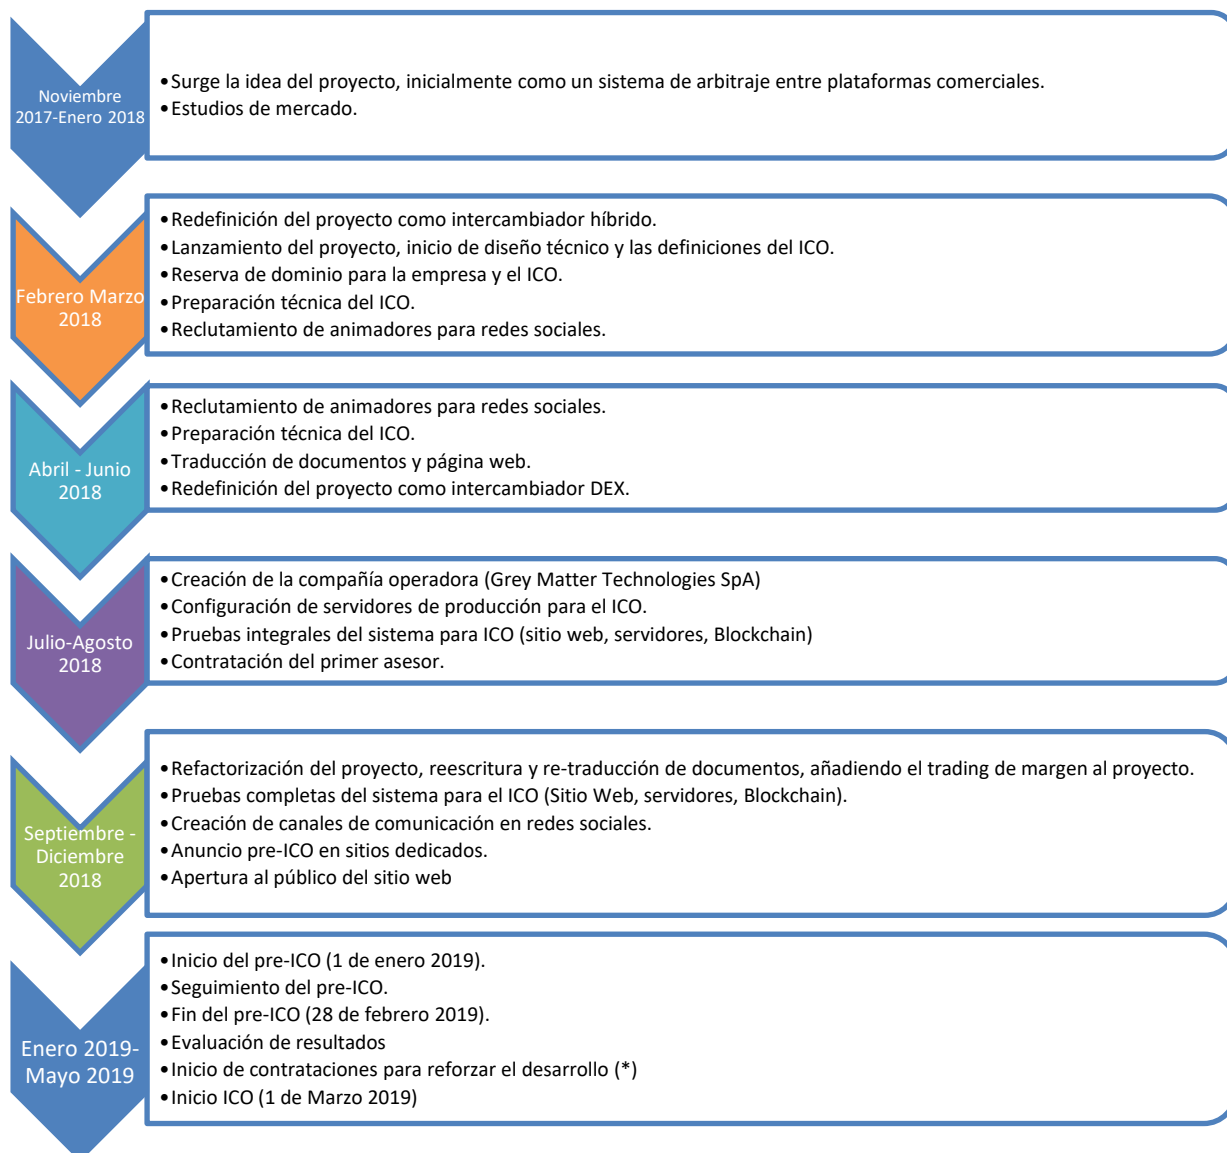 Noviembre
2017-Enero 2018
•Surge la idea del proyecto, inicialmente como un sistema de arbitraje entre plataformas comerciales.
•Estudios de mercado.
Febrero Marzo
2018
•Redefinición del proyecto como intercambiador híbrido.
•Lanzamiento del proyecto, inicio de diseño técnico y las definiciones del ICO.
•Reserva de dominio para la empresa y el ICO.
•Preparación técnica del ICO.
•Reclutamiento de animadores para redes sociales.
Abril - Junio
2018
•Reclutamiento de animadores para redes sociales.
•Preparación técnica del ICO.
•Traducción de documentos y página web.
•Redefinición del proyecto como intercambiador DEX.
Julio-Agosto
2018
•Creación de la compañía operadora (Grey Matter Technologies SpA)
•Configuración de servidores de producción para el ICO.
•Pruebas integrales del sistema para ICO (sitio web, servidores, Blockchain)
•Contratación del primer asesor.
Septiembre -
Diciembre
2018
•Refactorización del proyecto, reescritura y re-traducción de documentos, añadiendo el trading de margen al proyecto.
•Pruebas completas del sistema para el ICO (Sitio Web, servidores, Blockchain).
•Creación de canales de comunicación en redes sociales.
•Anuncio pre-ICO en sitios dedicados.
•Apertura al público del sitio web
Enero 2019-
Mayo 2019
•Inicio del pre-ICO (1 de enero 2019).
•Seguimiento del pre-ICO.
•Fin del pre-ICO (28 de febrero 2019).
•Evaluación de resultados
•Inicio de contrataciones para reforzar el desarrollo (*)
•Inicio ICO (1 de Marzo 2019)